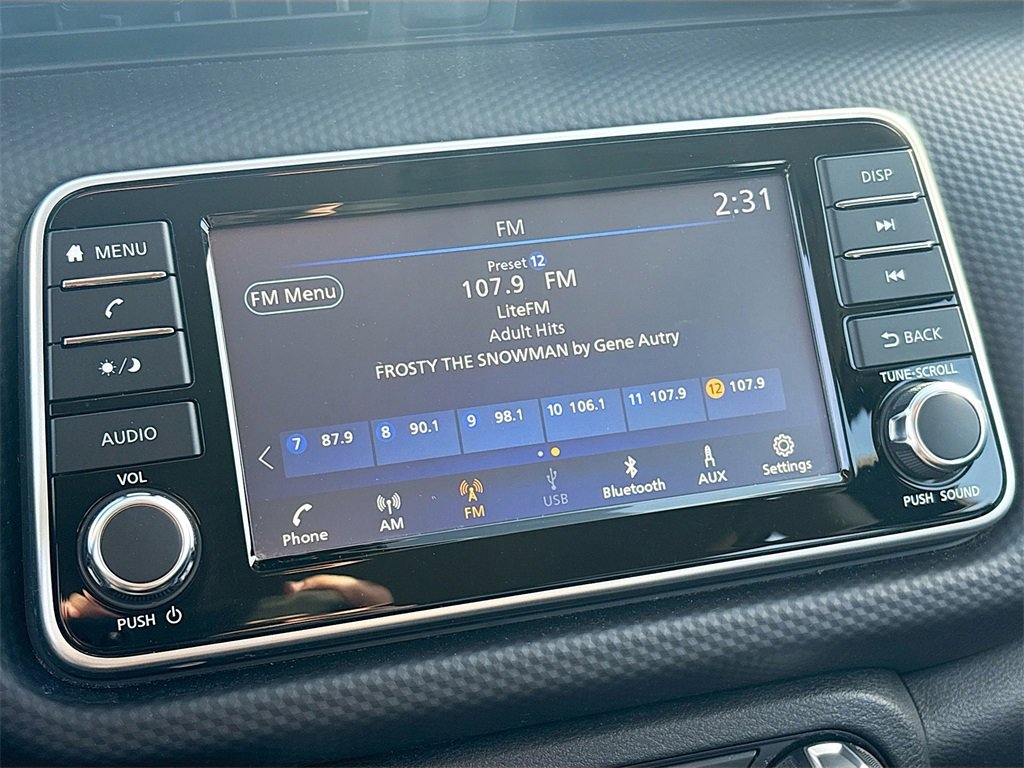 MENU
AUDIO
VOL
PUSH
FM
2:31
FM Menu
Preset 12
107.9 FM
LiteFM
Adult Hits
FROSTY THE SNOWMAN by Gene Autry
7 87.9
8 90.1
9 98.1
10 106.1
11 107.9
12 107.9
Phone
AM
FM
USB
Bluetooth
AUX
Settings
DISP
BACK
TUNE·SCROLL
PUSH SOUND